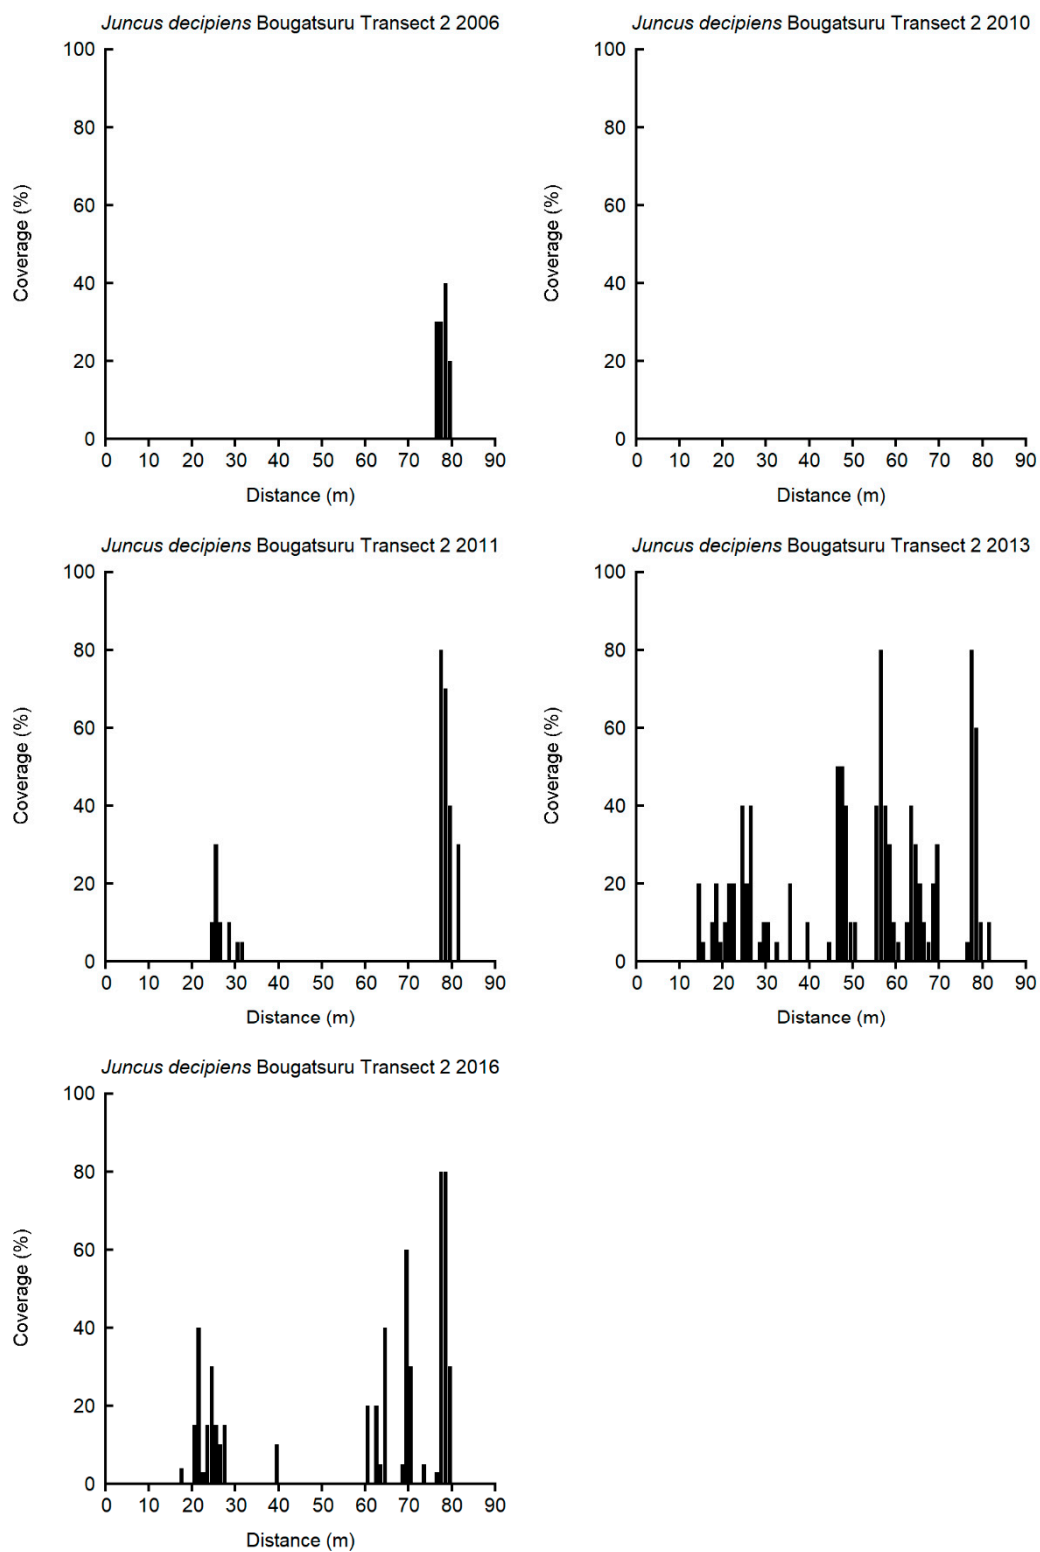 Juncus decipiens Bougatsuru Transect 2 2006
100
80
60
40
20
0
Coverage (%)
0 10 20 30 40 50 60 70 80 90
Distance (m)
Juncus decipiens Bougatsuru Transect 2 2010
100
80
60
40
20
0
Coverage (%)
0 10 20 30 40 50 60 70 80 90
Distance (m)
Juncus decipiens Bougatsuru Transect 2 2011
100
80
60
40
20
0
Coverage (%)
0 10 20 30 40 50 60 70 80 90
Distance (m)
Juncus decipiens Bougatsuru Transect 2 2013
100
80
60
40
20
0
Coverage (%)
0 10 20 30 40 50 60 70 80 90
Distance (m)
Juncus decipiens Bougatsuru Transect 2 2016
100
80
60
40
20
0
Coverage (%)
0 10 20 30 40 50 60 70 80 90
Distance (m)